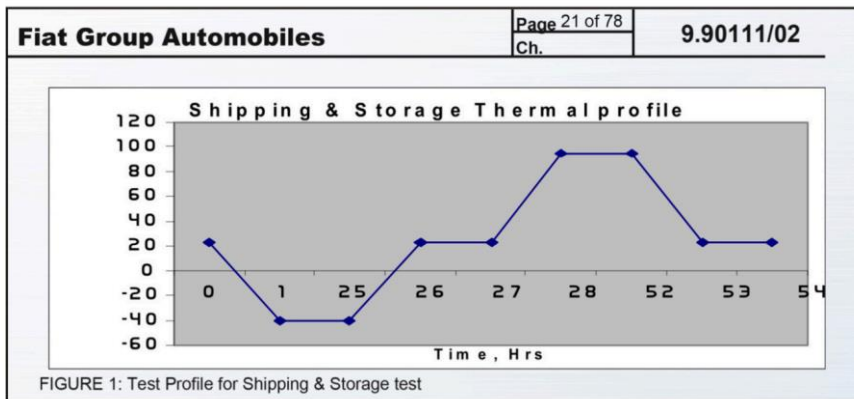 Fiat Group Automobiles
Page 21 of 78
Ch.
9.90111/02
Shipping & Storage Thermal profile
120
100
80
60
40
20
0
-20
-40
-60
0 1 25 26 27 28 52 53 54
Time, Hrs
FIGURE 1: Test Profile for Shipping & Storage test